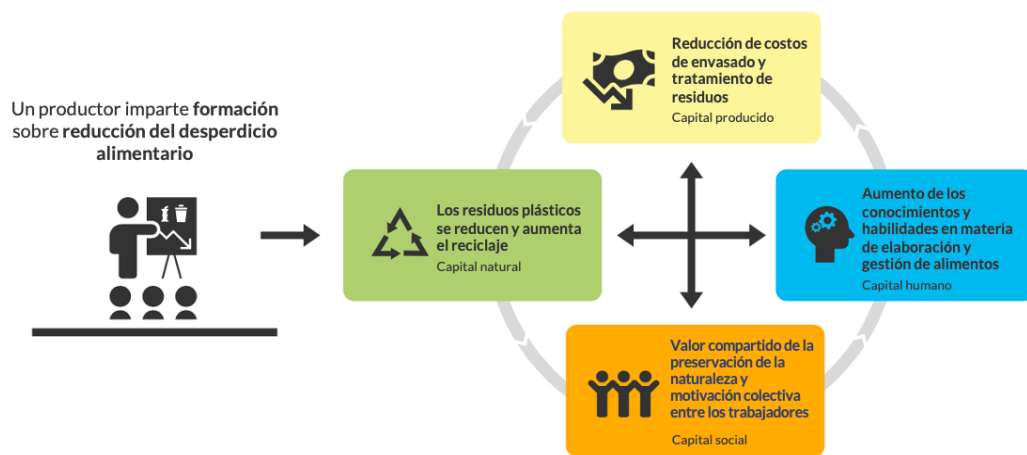 Un productor imparte formación
sobre reducción del desperdicio
alimentario
Reducción de costos
de envasado y
tratamiento de
residuos
Capital producido
Los residuos plásticos
se reducen y aumenta
el reciclaje
Capital natural
Aumento de los
conocimientos y
habilidades en materia
de elaboración y
gestión de alimentos
Capital humano
Valor compartido de la
preservación de la
naturaleza y
motivación colectiva
entre los trabajadores
Capital social